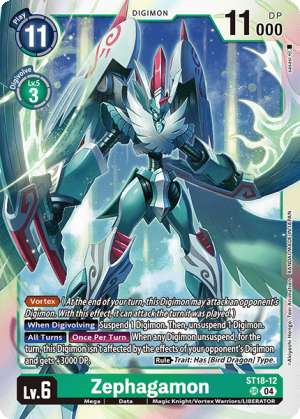 DIGIMON
Play
11
11 DP
000
Digivolve
Lv.5
3
Vortex (At the end of your turn, this Digimon may attack an opponent's
Digimon. With this effect, it can attack the turn it was played.)
When Digivolving Suspend 1 Digimon. Then, unsuspend 1 Digimon.
All Turns Once Per Turn When any Digimon unsuspend, for the
turn, this Digimon isn't affected by the effects of your opponent's Digimon
and gets +3000 DP. Rule Trait: Has [Bird Dragon] Type.
ST18-12
Lv.6 Zephagamon 04
Mega Data Magic Knight/Vortex Warriors/LIBERATOR